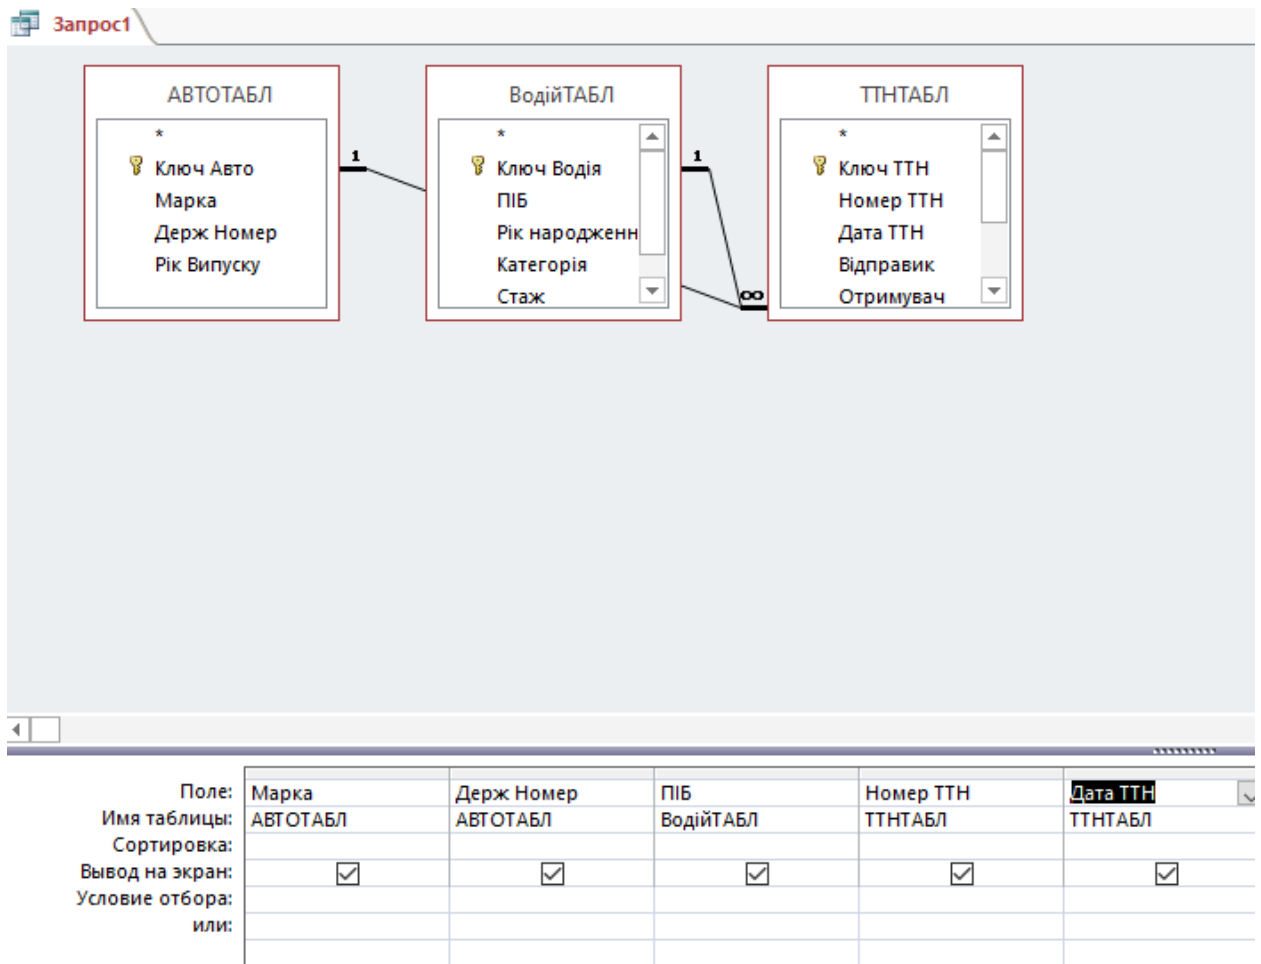 Запрос1
АВТОТАБЛ
*
Ключ Авто
Марка
Держ Номер
Рік Випуску
1
ВодійТАБЛ
*
Ключ Водія
ПІБ
Рік народженн
Категорія
Стаж
1
∞
ТТНТАБЛ
*
Ключ ТТН
Номер ТТН
Дата ТТН
Відправик
Отримувач
Поле: Марка Держ Номер ПІБ Номер ТТН Дата ТТН
Имя таблицы: АВТОТАБЛ АВТОТАБЛ ВодійТАБЛ ТТНТАБЛ ТТНТАБЛ
Сортировка:
Вывод на экран:
Условие отбора:
или: